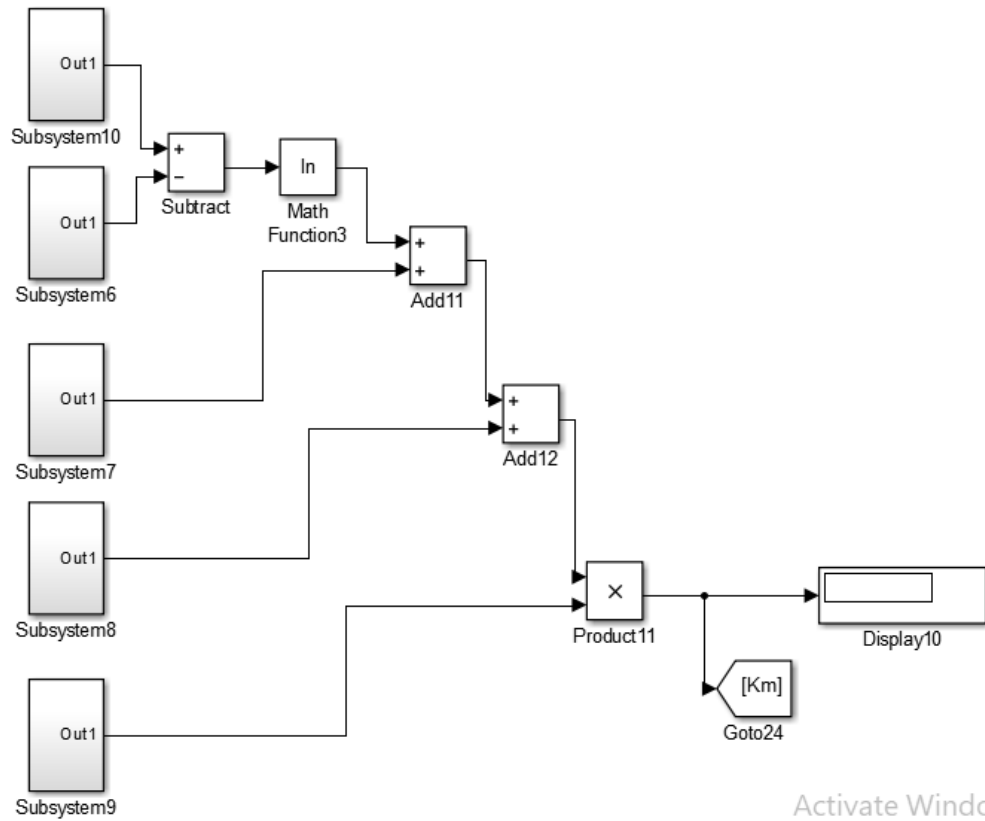 Out1
Subsystem10
+
−
Subtract
Out1
Subsystem6
ln
Math
Function3
+
+
Add11
Out1
Subsystem7
+
+
Add12
Out1
Subsystem8
×
Product11
Display10
[Km]
Goto24
Out1
Subsystem9
Activate Windo